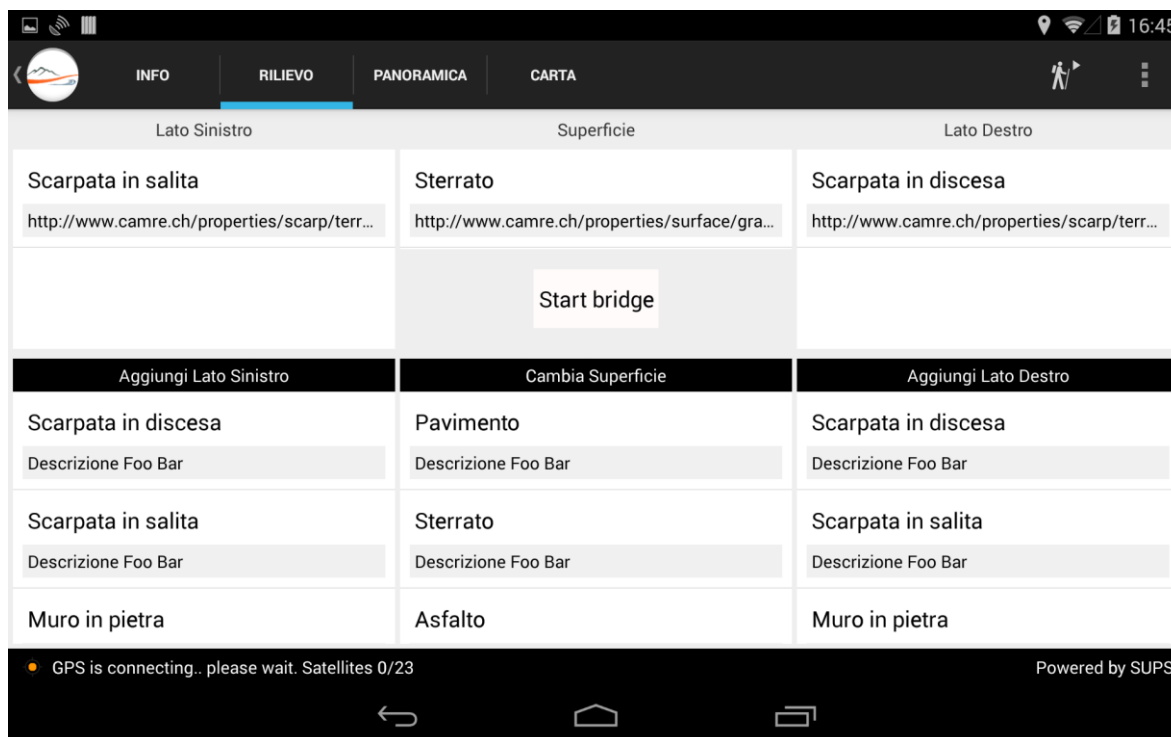 16:45
INFO RILIEVO PANORAMICA CARTA
Lato Sinistro Superficie Lato Destro
Scarpata in salita Sterrato Scarpata in discesa
http://www.camre.ch/properties/scarp/terr... http://www.camre.ch/properties/surface/gra... http://www.camre.ch/properties/scarp/terr...
Start bridge
Aggiungi Lato Sinistro Cambia Superficie Aggiungi Lato Destro
Scarpata in discesa Pavimento Scarpata in discesa
Descrizione Foo Bar Descrizione Foo Bar Descrizione Foo Bar
Scarpata in salita Sterrato Scarpata in salita
Descrizione Foo Bar Descrizione Foo Bar Descrizione Foo Bar
Muro in pietra Asfalto Muro in pietra
GPS is connecting.. please wait. Satellites 0/23 Powered by SUPS